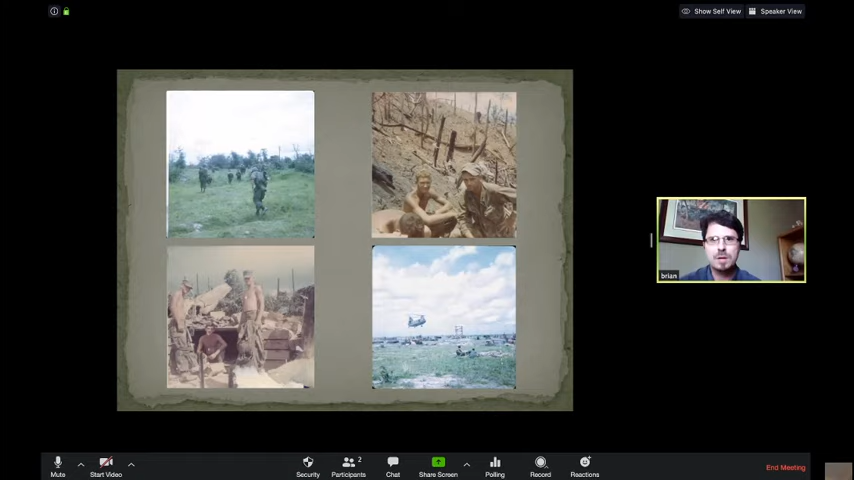 Show Self View
Speaker View
brian
Mute
Start Video
Security
Participants
2
Chat
Share Screen
Polling
Record
Reactions
End Meeting